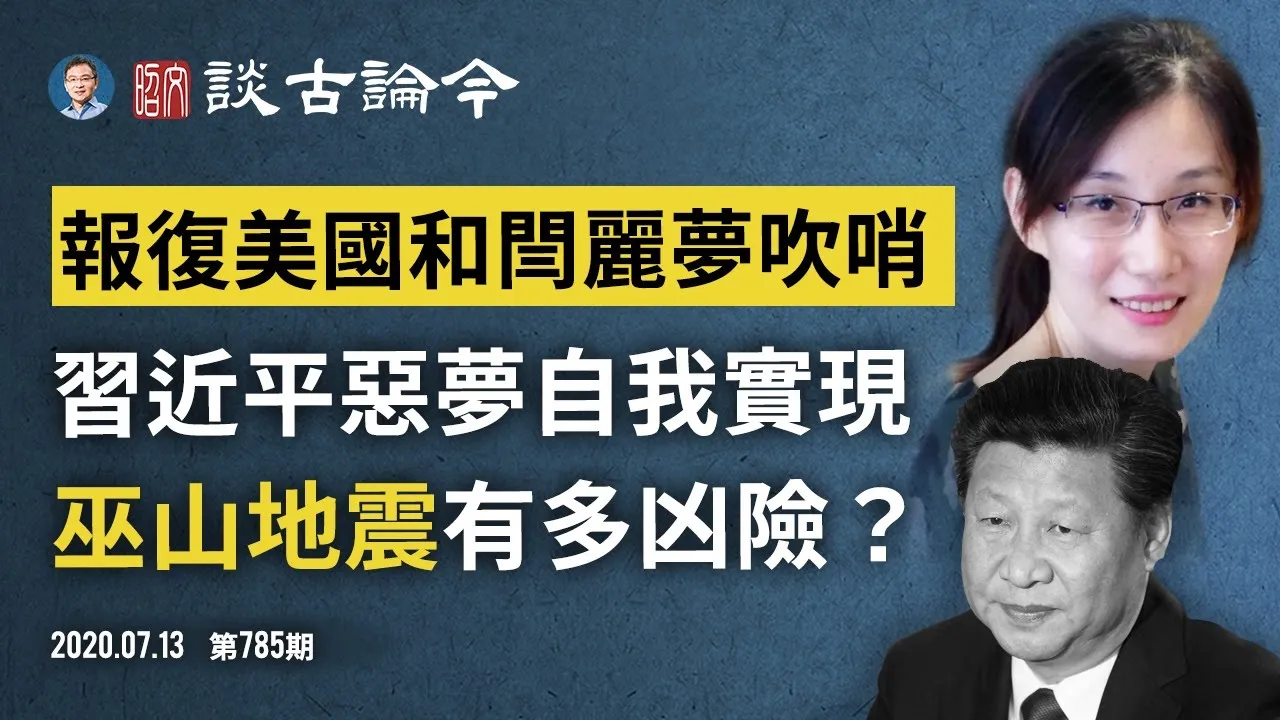 昭文 談古論今
報復美國和閆麗夢吹哨
習近平惡夢自我實現
巫山地震有多凶險？
2020.07.13 第785期